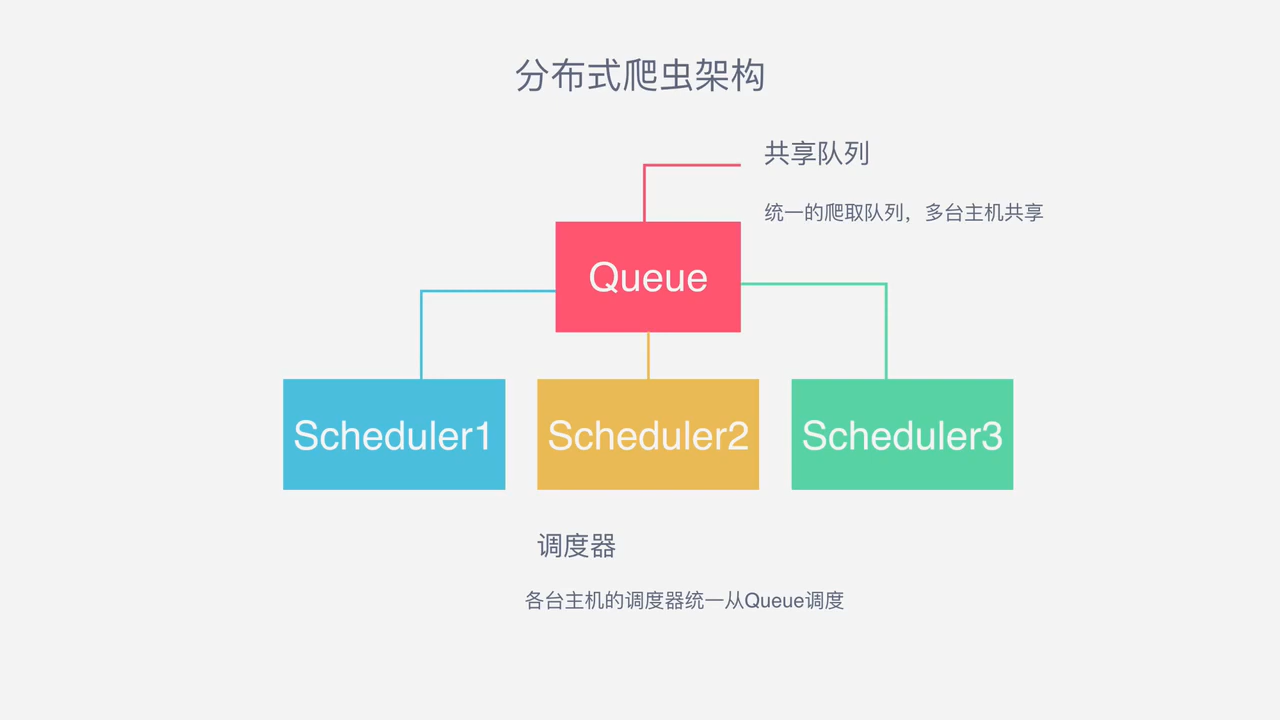 分布式爬虫架构
共享队列
统一的爬取队列，多台主机共享
Queue
Scheduler1
Scheduler2
Scheduler3
调度器
各台主机的调度器统一从Queue调度